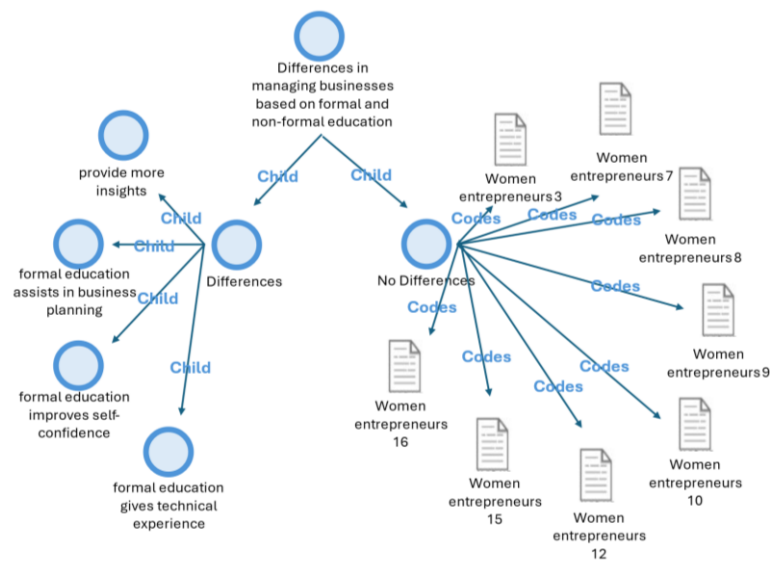 Differences in
managing businesses
based on formal and
non-formal education
Child
Child
provide more
insights
Child
Child
formal education
assists in business
planning
Child
Child
formal education
improves self-
confidence
formal education
gives technical
experience
Differences
No Differences
Women
entrepreneurs 3
Codes
Women
entrepreneurs 7
Codes
Codes
Women
entrepreneurs 8
Codes
Women
entrepreneurs 9
Codes
Women
entrepreneurs
16
Codes
Women
entrepreneurs
15
Codes
Women
entrepreneurs
12
Codes
Women
entrepreneurs
10